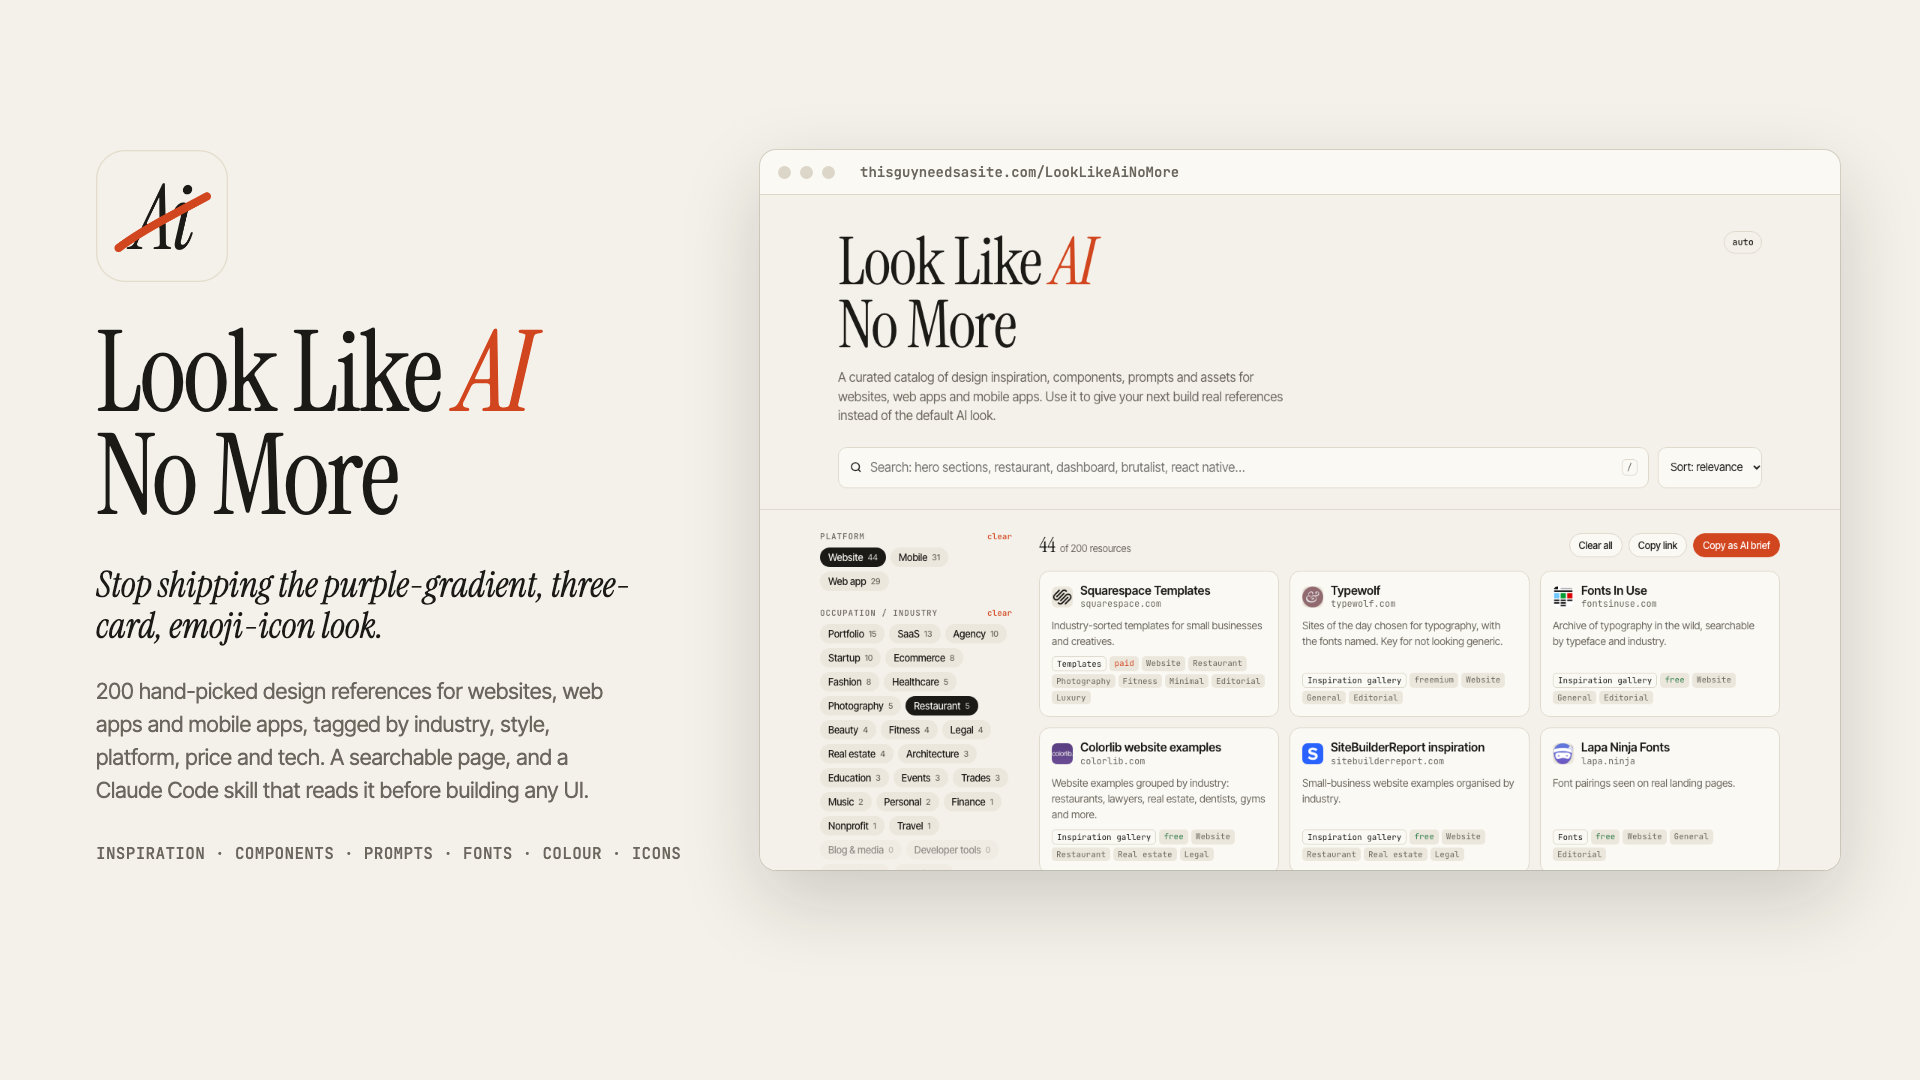 Ai
Look Like AI
No More
Stop shipping the purple-gradient, three-
card, emoji-icon look.
200 hand-picked design references for websites, web
apps and mobile apps, tagged by industry, style,
platform, price and tech. A searchable page, and a
Claude Code skill that reads it before building any UI.
INSPIRATION · COMPONENTS · PROMPTS · FONTS · COLOUR · ICONS
thisguyneedsasite.com/LookLikeAiNoMore
Look Like AI
No More
auto
A curated catalog of design inspiration, components, prompts and assets for
websites, web apps and mobile apps. Use it to give your next build real references
instead of the default AI look.
Search: hero sections, restaurant, dashboard, brutalist, react native...
/
Sort: relevance
PLATFORM clear
Website 44 Mobile 31
Web app 29
OCCUPATION / INDUSTRY clear
Portfolio 15 SaaS 13 Agency 10
Startup 10 Ecommerce 8
Fashion 8 Healthcare 5
Photography 5 Restaurant 5
Beauty 4 Fitness 4 Legal 4
Real estate 4 Architecture 3
Education 3 Events 3 Trades 3
Music 2 Personal 2 Finance 1
Nonprofit 1 Travel 1
Blog & media 0 Developer tools 0
44 of 200 resources
Clear all Copy link Copy as AI brief
Squarespace Templates
squarespace.com
Industry-sorted templates for small businesses
and creatives.
Templates paid Website Restaurant
Photography Fitness Minimal Editorial
Luxury
Typewolf
typewolf.com
Sites of the day chosen for typography, with
the fonts named. Key for not looking generic.
Inspiration gallery freemium Website
General Editorial
Fonts In Use
fontsinuse.com
Archive of typography in the wild, searchable
by typeface and industry.
Inspiration gallery free Website
General Editorial
colorlib.
Colorlib website examples
colorlib.com
Website examples grouped by industry:
restaurants, lawyers, real estate, dentists, gyms
and more.
Inspiration gallery free Website
Restaurant Real estate Legal
S
SiteBuilderReport inspiration
sitebuilderreport.com
Small-business website examples organised by
industry.
Inspiration gallery free Website
Restaurant Real estate Legal
Lapa Ninja Fonts
lapa.ninja
Font pairings seen on real landing pages.
Fonts free Website General
Editorial